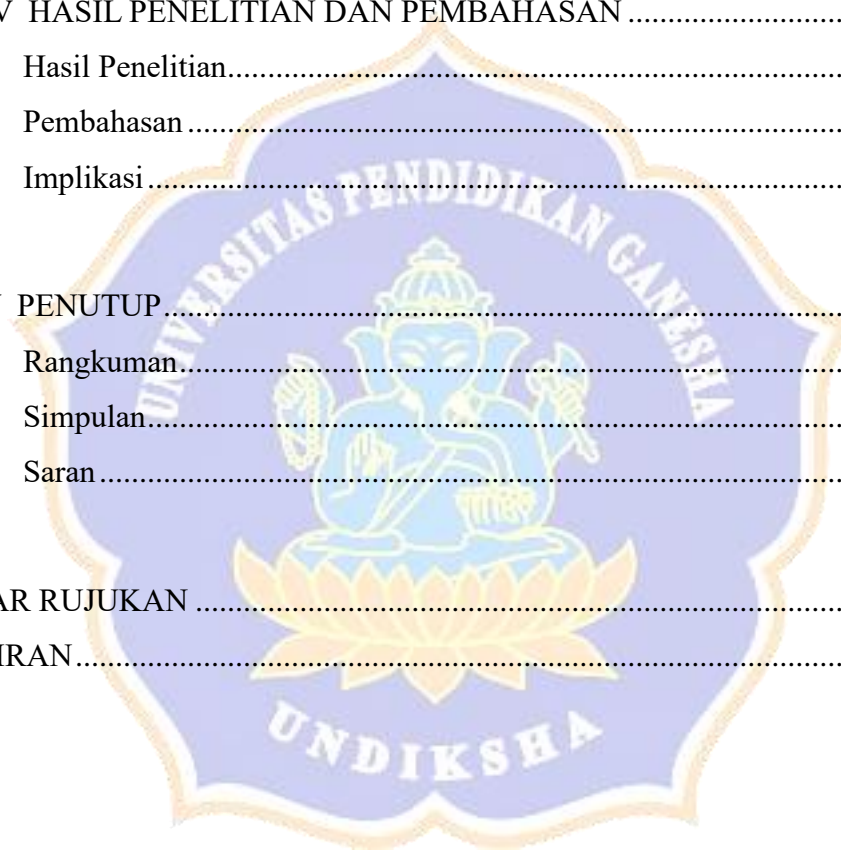 V HASIL PENELITIAN DAN PEMBAHASAN ..........................
Hasil Penelitian.............................................................................
Pembahasan ..................................................................................
Implikasi .......................................................................................
PENUTUP.....................................................................................
Rangkuman...................................................................................
Simpulan.......................................................................................
Saran .............................................................................................
AR RUJUKAN .................................................................................
IRAN................................................................................................
UNIVERSITAS PENDIDIKAN GANESHA
UNDIKSHA